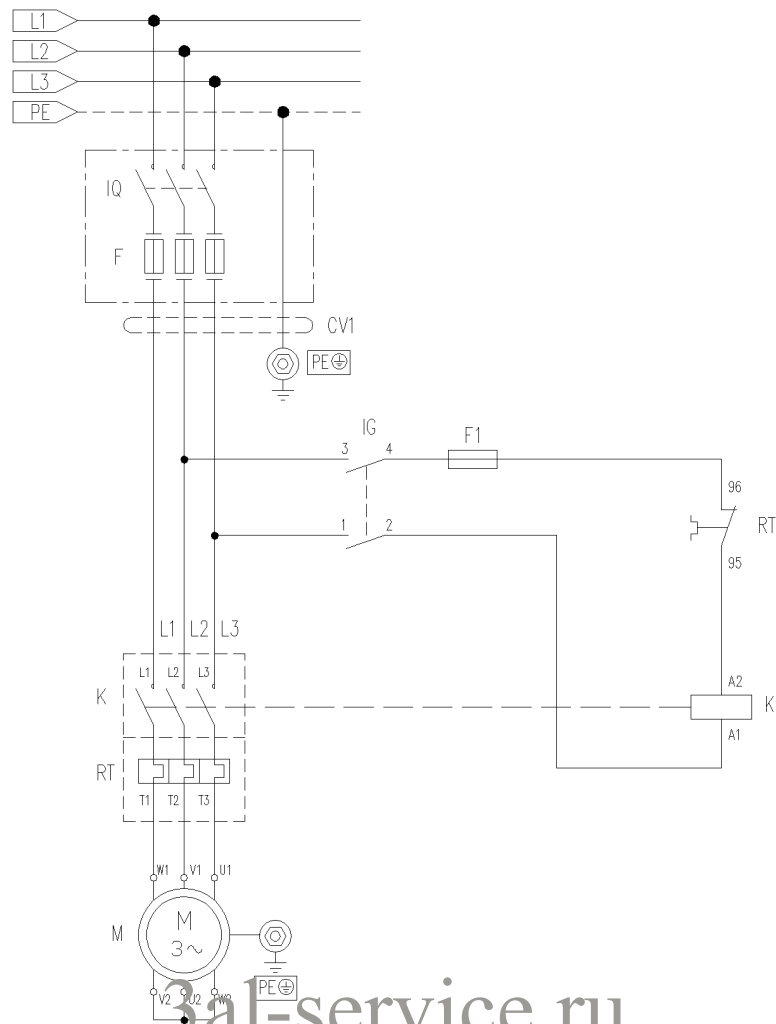 L1
L2
L3
PE
IQ
F
CV1
PE
IG
3 4
F1
96
1 2
RT
95
L1 L2 L3
L1 L2 L3
A2
K
K
A1
RT
T1 T2 T3
W1 V1 U1
M
M
3~
PE
V2 U2 W2
3al-service.ru